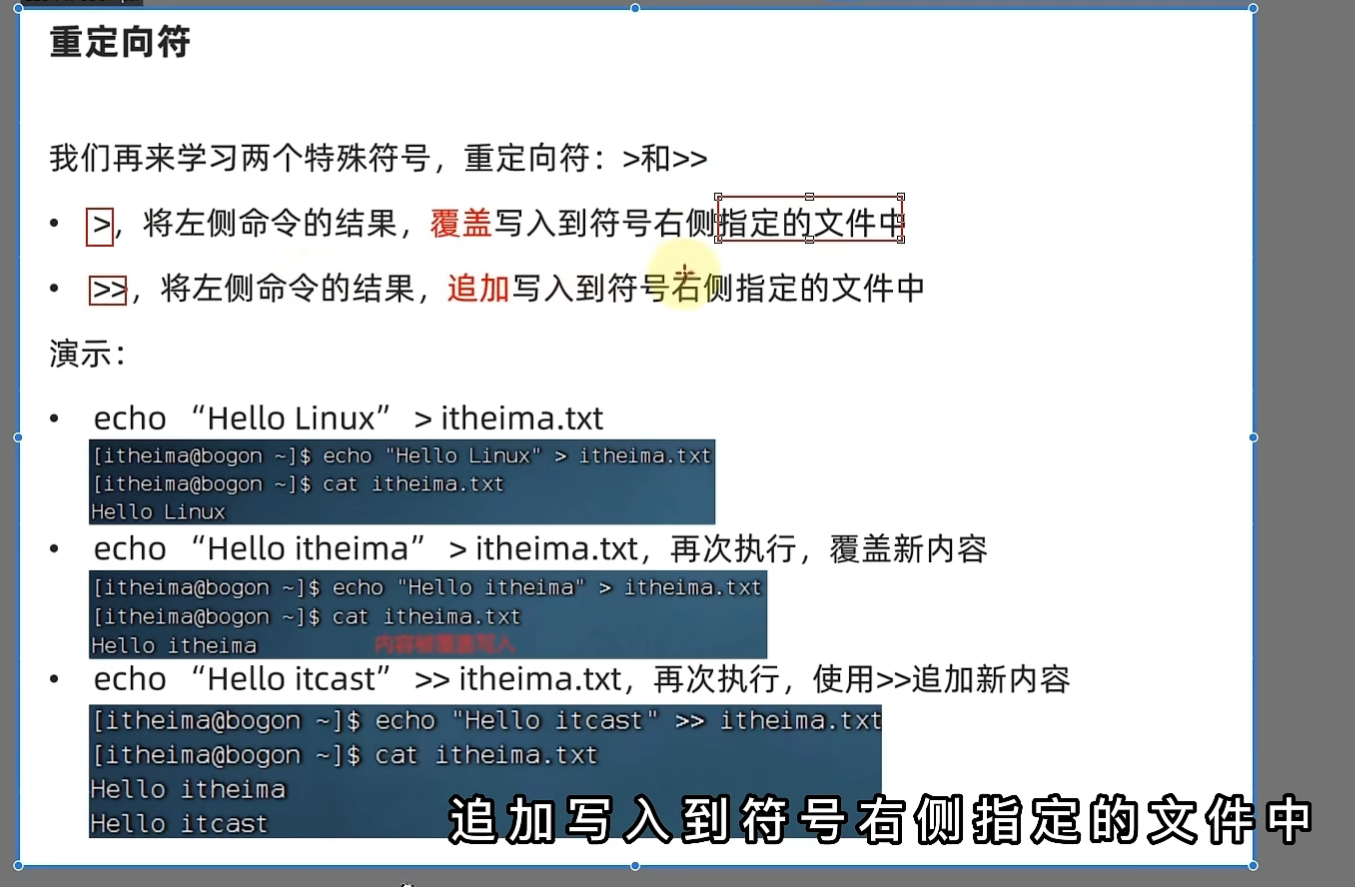 重定向符
我们再来学习两个特殊符号，重定向符：>和>>
• >，将左侧命令的结果，覆盖写入到符号右侧指定的文件中
• >>，将左侧命令的结果，追加写入到符号右侧指定的文件中
演示：
• echo “Hello Linux” > itheima.txt
[itheima@bogon ~]$ echo "Hello Linux" > itheima.txt
[itheima@bogon ~]$ cat itheima.txt
Hello Linux
• echo “Hello itheima” > itheima.txt，再次执行，覆盖新内容
[itheima@bogon ~]$ echo "Hello itheima" > itheima.txt
[itheima@bogon ~]$ cat itheima.txt
Hello itheima 内容被覆盖写入
• echo “Hello itcast” >> itheima.txt，再次执行，使用>>追加新内容
[itheima@bogon ~]$ echo "Hello itcast" >> itheima.txt
[itheima@bogon ~]$ cat itheima.txt
Hello itheima
Hello itcast
追加写入到符号右侧指定的文件中